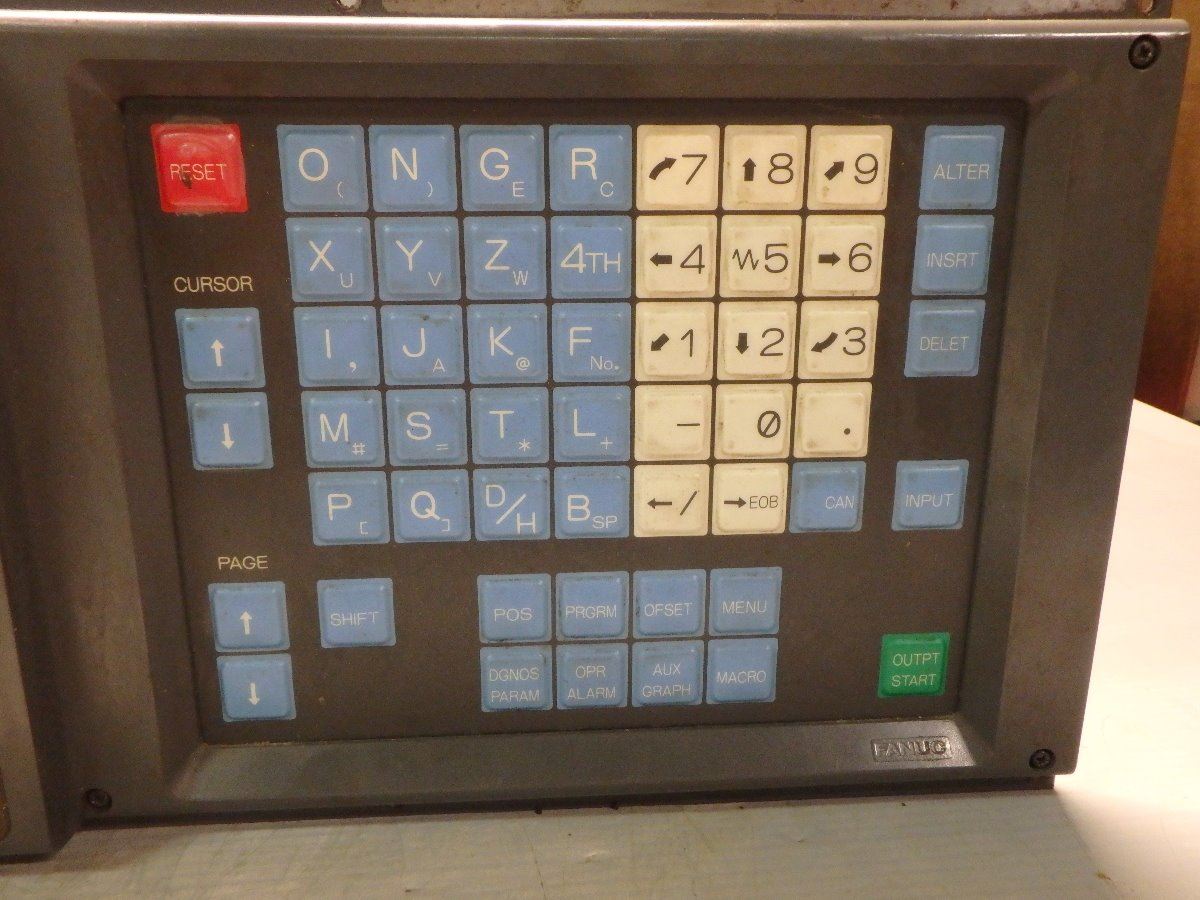 RESET
O (
N )
G E
R C
7
8
9
ALTER
X U
Y V
Z W
4TH
4
5
6
INSRT
CURSOR
↑
I ,
J A
K @
F No.
1
2
3
DELET
↓
M #
S =
T *
L +
-
0
.
P [
Q ]
D/H
B SP
← /
→ EOB
CAN
INPUT
PAGE
↑
SHIFT
POS
PRGRM
OFSET
MENU
↓
DGNOS
PARAM
OPR
ALARM
AUX
GRAPH
MACRO
OUTPT
START
FANUC